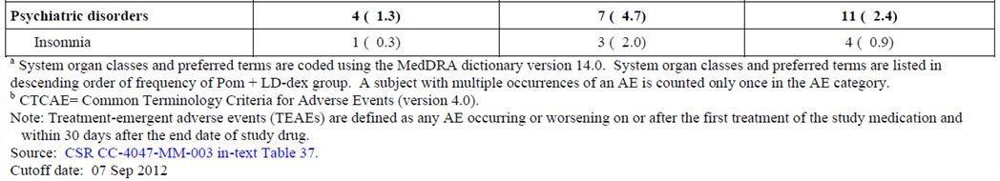 Psychiatric disorders 4 ( 1.3) 7 ( 4.7) 11 ( 2.4)
Insomnia 1 ( 0.3) 3 ( 2.0) 4 ( 0.9)
a System organ classes and preferred terms are coded using the MedDRA dictionary version 14.0. System organ classes and preferred terms are listed in
descending order of frequency of Pom + LD-dex group. A subject with multiple occurrences of an AE is counted only once in the AE category.
b CTCAE= Common Terminology Criteria for Adverse Events (version 4.0).
Note: Treatment-emergent adverse events (TEAEs) are defined as any AE occurring or worsening on or after the first treatment of the study medication and
within 30 days after the end date of study drug.
Source: CSR CC-4047-MM-003 in-text Table 37.
Cutoff date: 07 Sep 2012